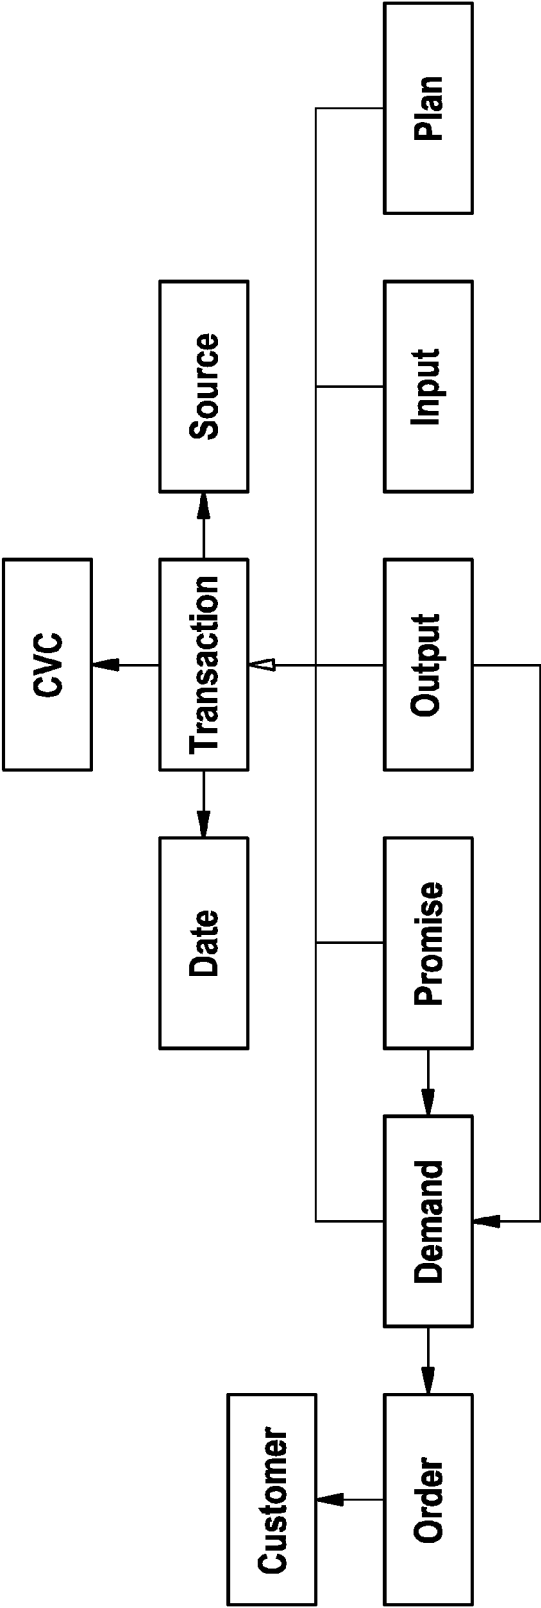 CVC
Date
Transaction
Source
Customer
Order
Demand
Promise
Output
Input
Plan